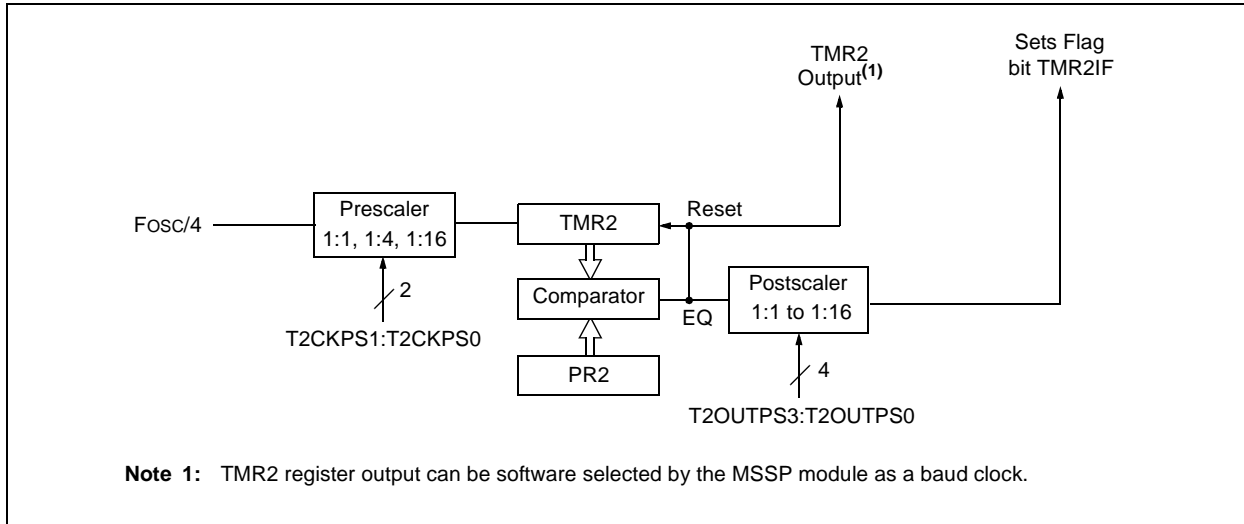 TMR2
Output(1)
Sets Flag
bit TMR2IF
Fosc/4
Prescaler
1:1, 1:4, 1:16
2
T2CKPS1:T2CKPS0
TMR2
Reset
Comparator
EQ
PR2
Postscaler
1:1 to 1:16
4
T2OUTPS3:T2OUTPS0
Note 1: TMR2 register output can be software selected by the MSSP module as a baud clock.